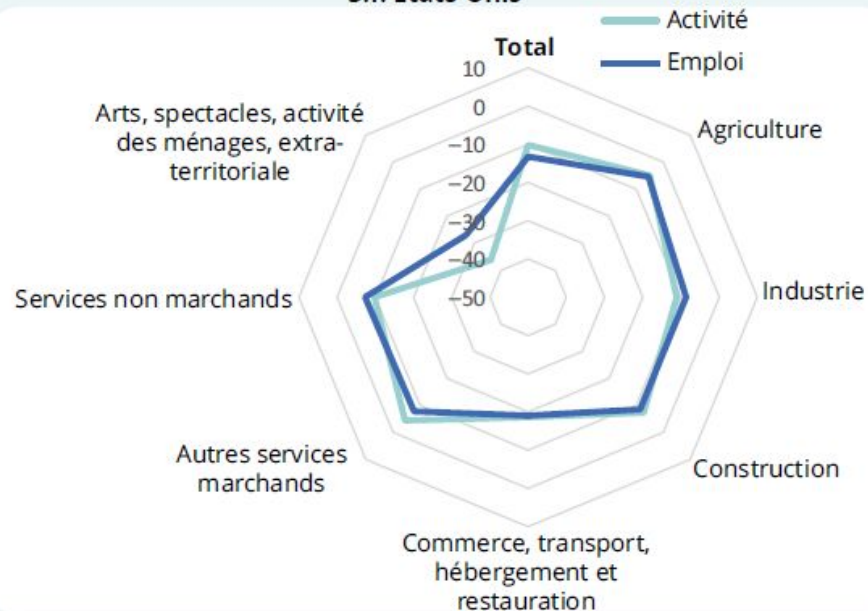 Activité
Emploi
Total
10
0
−10
−20
−30
−40
−50
Agriculture
Industrie
Construction
Commerce, transport,
hébergement et
restauration
Autres services
marchands
Services non marchands
Arts, spectacles, activité
des ménages, extra-
territoriale